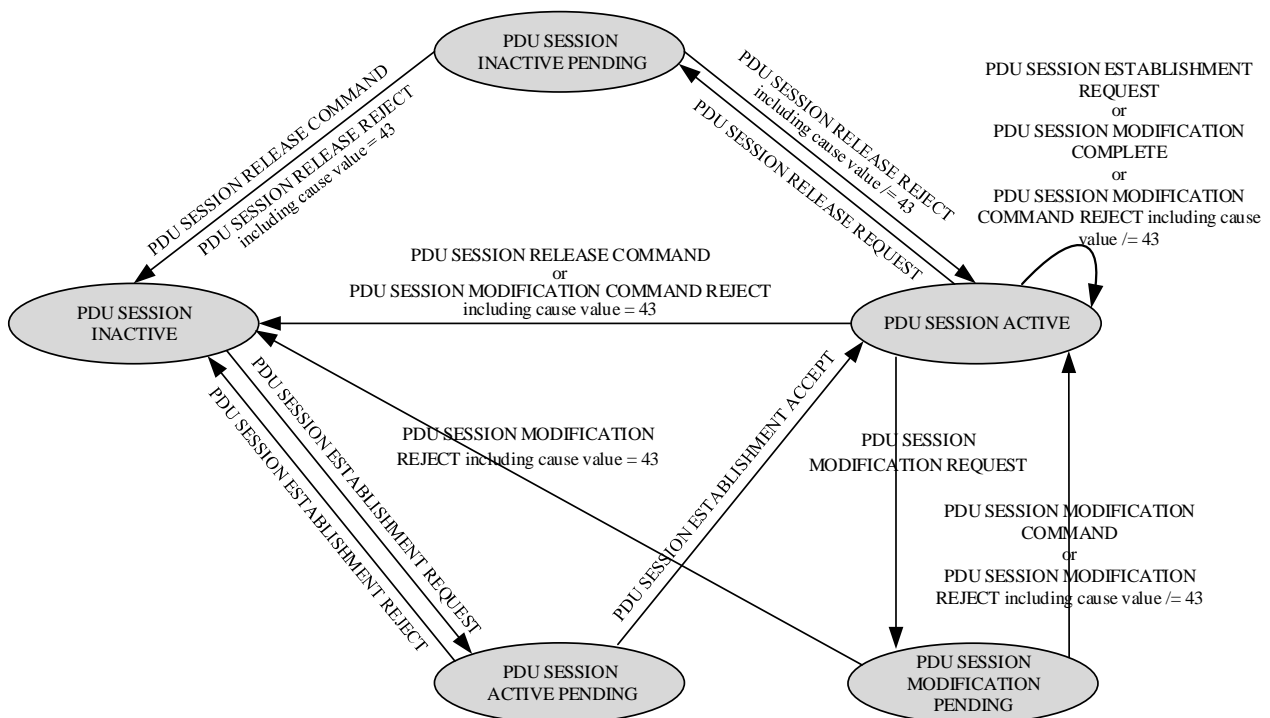 PDU SESSION
INACTIVE PENDING
PDU SESSION RELEASE COMMAND
PDU SESSION RELEASE REJECT
including cause value = 43
PDU SESSION RELEASE REJECT
including cause value /= 43
PDU SESSION RELEASE REQUEST
PDU SESSION ESTABLISHMENT
REQUEST
or
PDU SESSION MODIFICATION
COMPLETE
or
PDU SESSION MODIFICATION
COMMAND REJECT including cause
value /= 43
PDU SESSION RELEASE COMMAND
or
PDU SESSION MODIFICATION COMMAND REJECT
including cause value = 43
PDU SESSION
INACTIVE
PDU SESSION ACTIVE
PDU SESSION ESTABLISHMENT REQUEST
PDU SESSION ESTABLISHMENT REJECT
PDU SESSION MODIFICATION
REJECT including cause value = 43
PDU SESSION ESTABLISHMENT ACCEPT
PDU SESSION
MODIFICATION REQUEST
PDU SESSION MODIFICATION
COMMAND
or
PDU SESSION MODIFICATION
REJECT including cause value /= 43
PDU SESSION
ACTIVE PENDING
PDU SESSION
MODIFICATION
PENDING